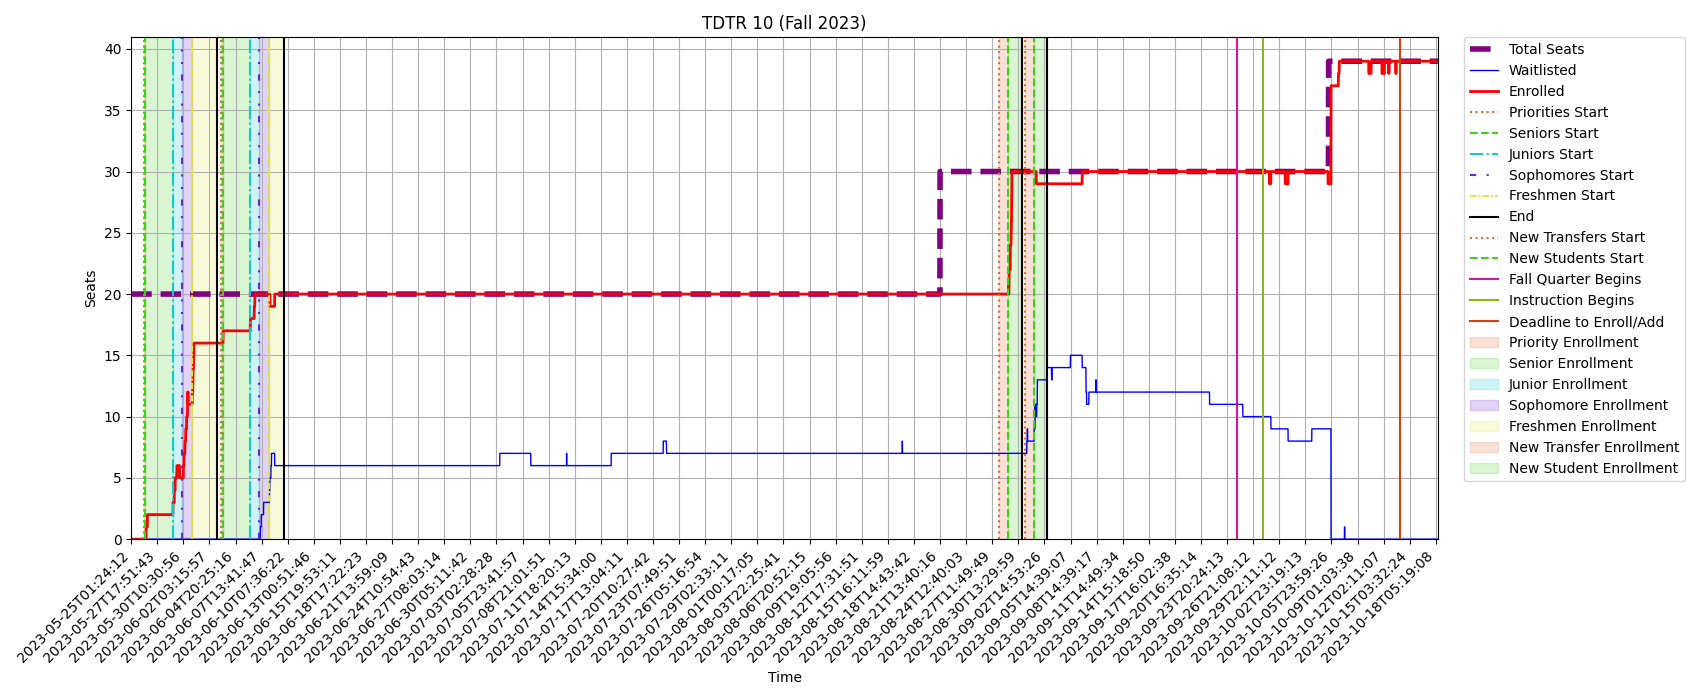 TDTR 10 (Fall 2023)
Seats
40
35
30
25
20
15
10
5
0
2023-05-25T01:24:12
2023-05-27T17:51:43
2023-05-30T10:30:56
2023-06-02T03:15:57
2023-06-04T20:25:16
2023-06-07T13:41:47
2023-06-10T07:36:22
2023-06-13T00:51:46
2023-06-15T19:53:11
2023-06-18T17:22:23
2023-06-21T13:59:09
2023-06-24T10:54:43
2023-06-27T08:03:14
2023-06-30T05:11:42
2023-07-03T02:28:28
2023-07-05T23:41:57
2023-07-08T21:01:51
2023-07-11T18:20:13
2023-07-14T15:34:00
2023-07-17T13:04:11
2023-07-20T10:27:42
2023-07-23T07:49:51
2023-07-26T05:16:54
2023-07-29T02:33:11
2023-08-01T00:17:05
2023-08-03T22:25:41
2023-08-06T20:52:15
2023-08-09T19:05:56
2023-08-12T17:31:51
2023-08-15T16:11:59
2023-08-18T14:43:42
2023-08-21T13:40:16
2023-08-24T12:40:03
2023-08-27T11:49:49
2023-08-30T13:29:59
2023-09-02T14:53:26
2023-09-05T14:39:07
2023-09-08T14:39:17
2023-09-11T14:49:34
2023-09-14T15:18:50
2023-09-17T16:02:38
2023-09-20T16:35:14
2023-09-23T20:24:13
2023-09-26T21:08:12
2023-09-29T22:11:12
2023-10-02T23:19:13
2023-10-05T23:59:26
2023-10-09T01:03:38
2023-10-12T02:11:07
2023-10-15T03:32:24
2023-10-18T05:19:08
Time
Total Seats
Waitlisted
Enrolled
Priorities Start
Seniors Start
Juniors Start
Sophomores Start
Freshmen Start
End
New Transfers Start
New Students Start
Fall Quarter Begins
Instruction Begins
Deadline to Enroll/Add
Priority Enrollment
Senior Enrollment
Junior Enrollment
Sophomore Enrollment
Freshmen Enrollment
New Transfer Enrollment
New Student Enrollment